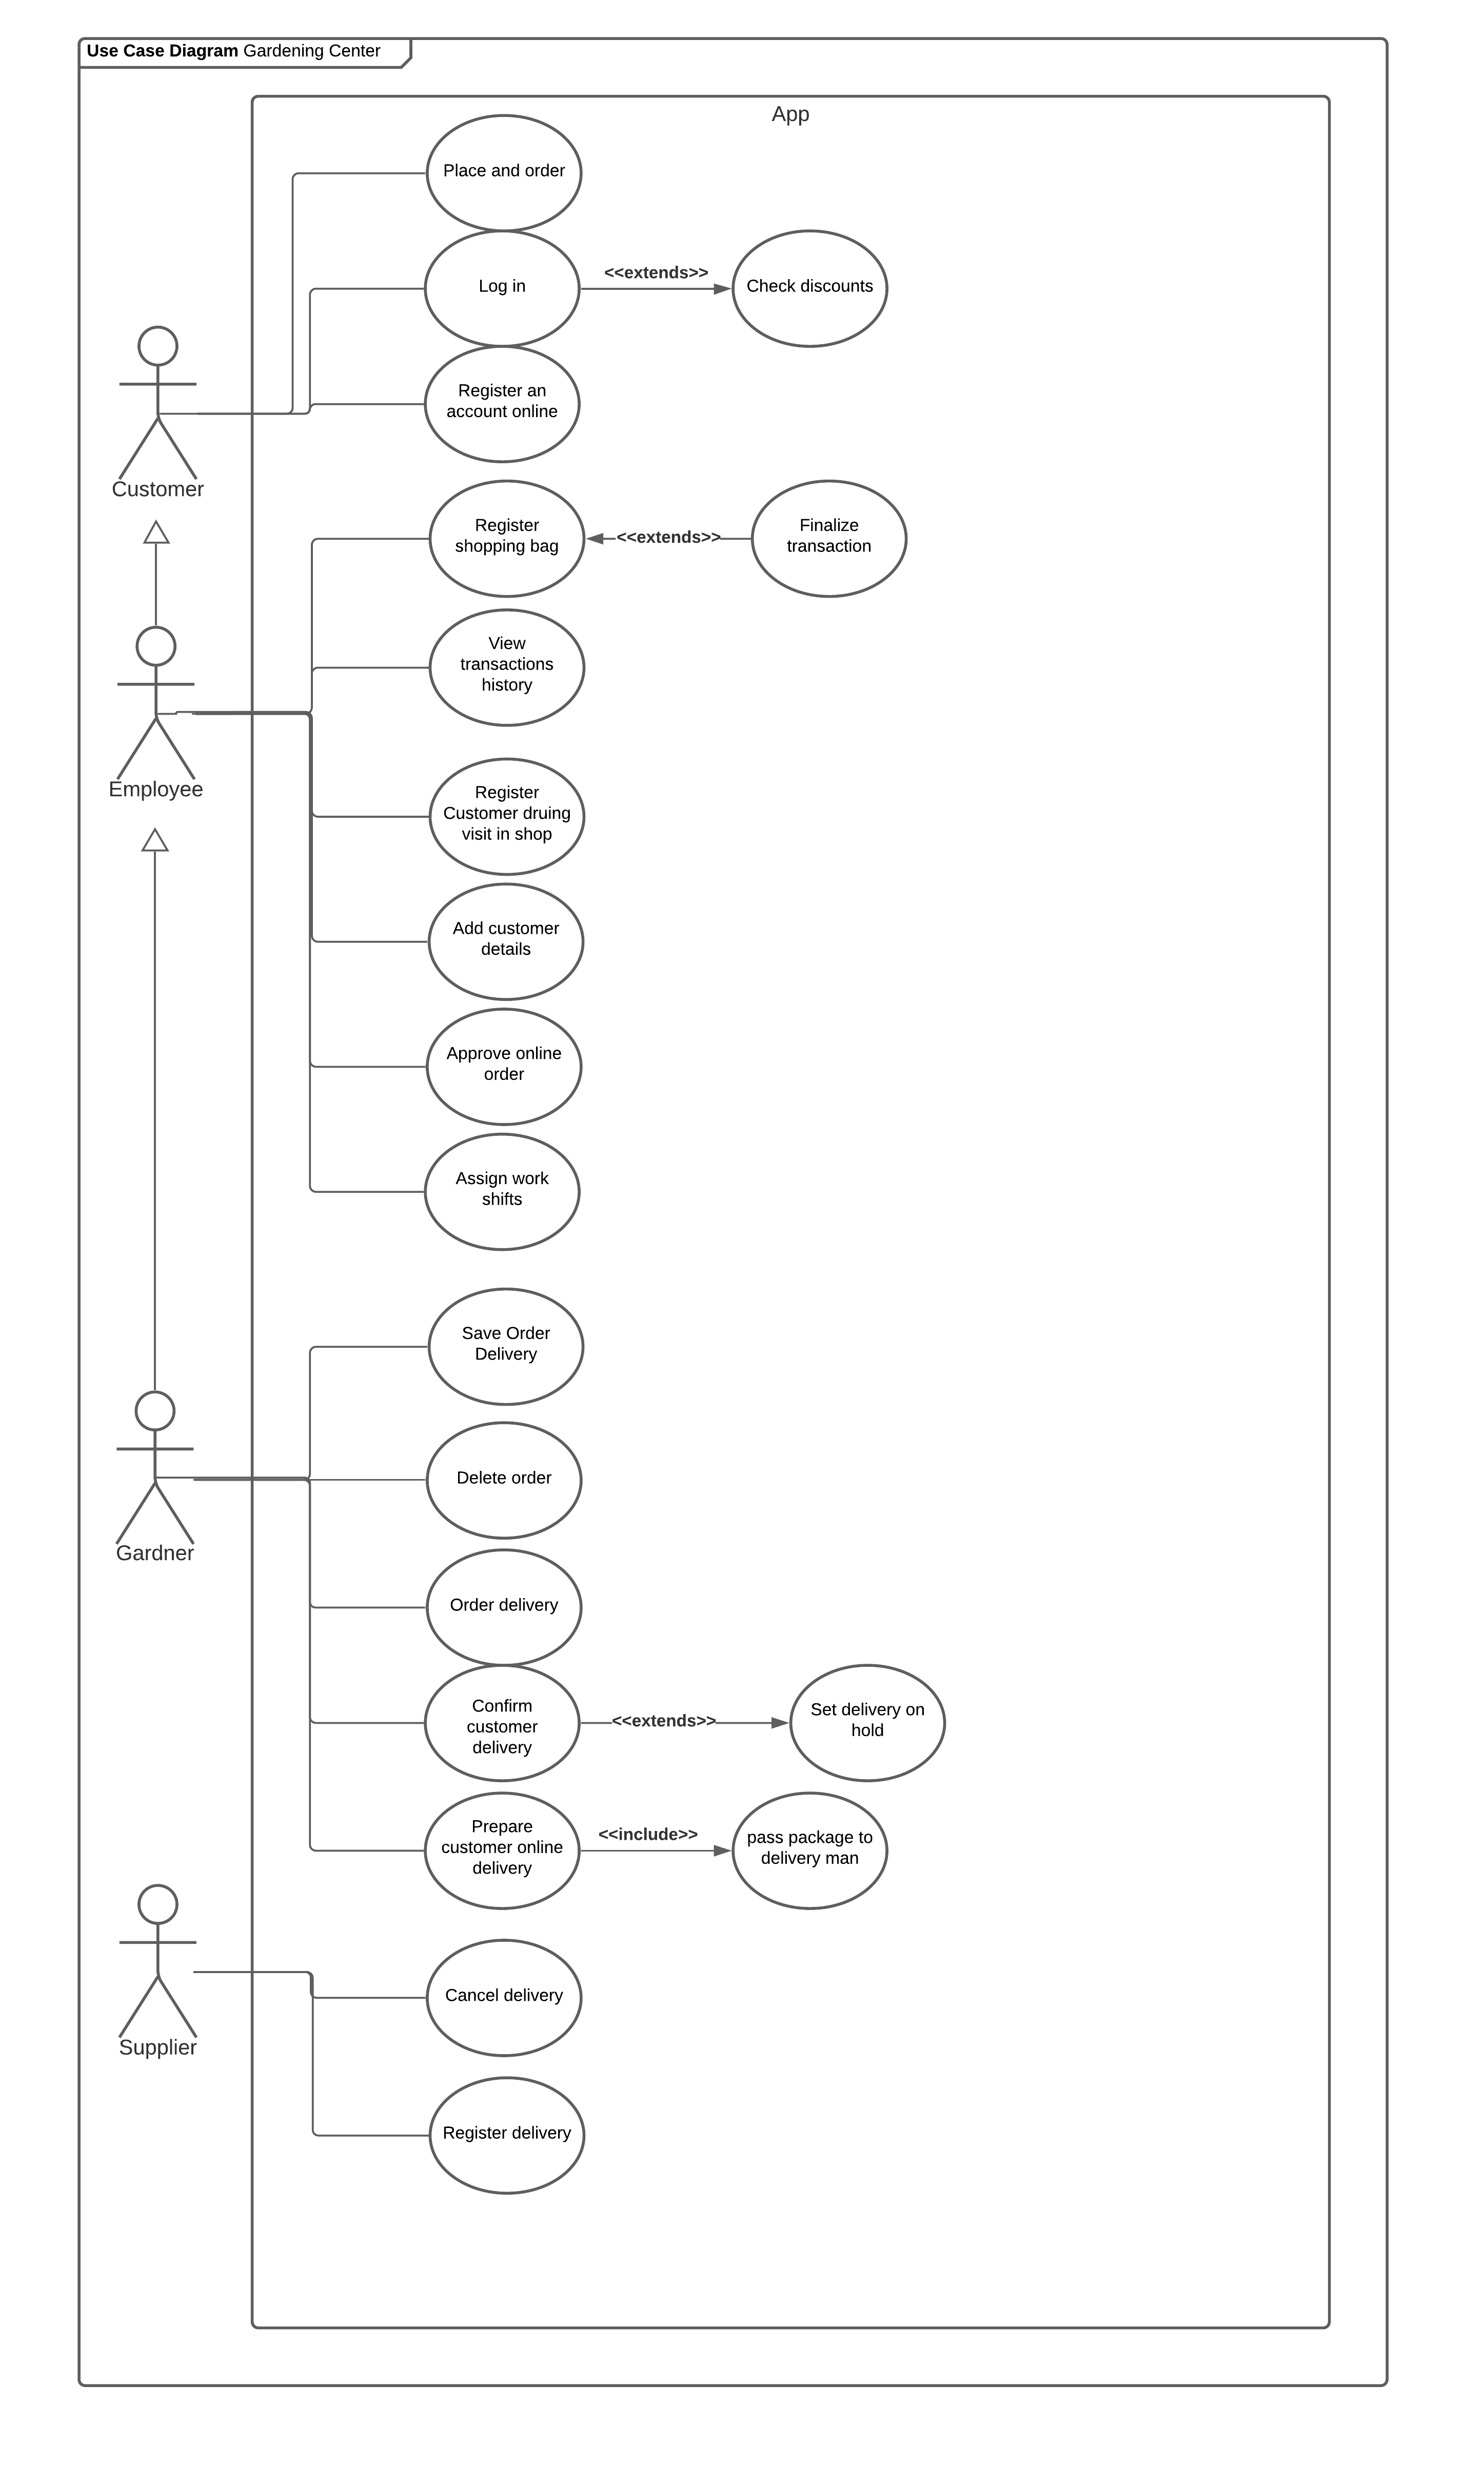 Use Case Diagram Gardening Center
App
Place and order
Log in
<<extends>>
Check discounts
Register an
account online
Customer
Register
shopping bag
<<extends>>
Finalize
transaction
View
transactions
history
Employee
Register
Customer druing
visit in shop
Add customer
details
Approve online
order
Assign work
shifts
Save Order
Delivery
Delete order
Gardner
Order delivery
Confirm
customer
delivery
<<extends>>
Set delivery on
hold
Prepare
customer online
delivery
<<include>>
pass package to
delivery man
Cancel delivery
Supplier
Register delivery